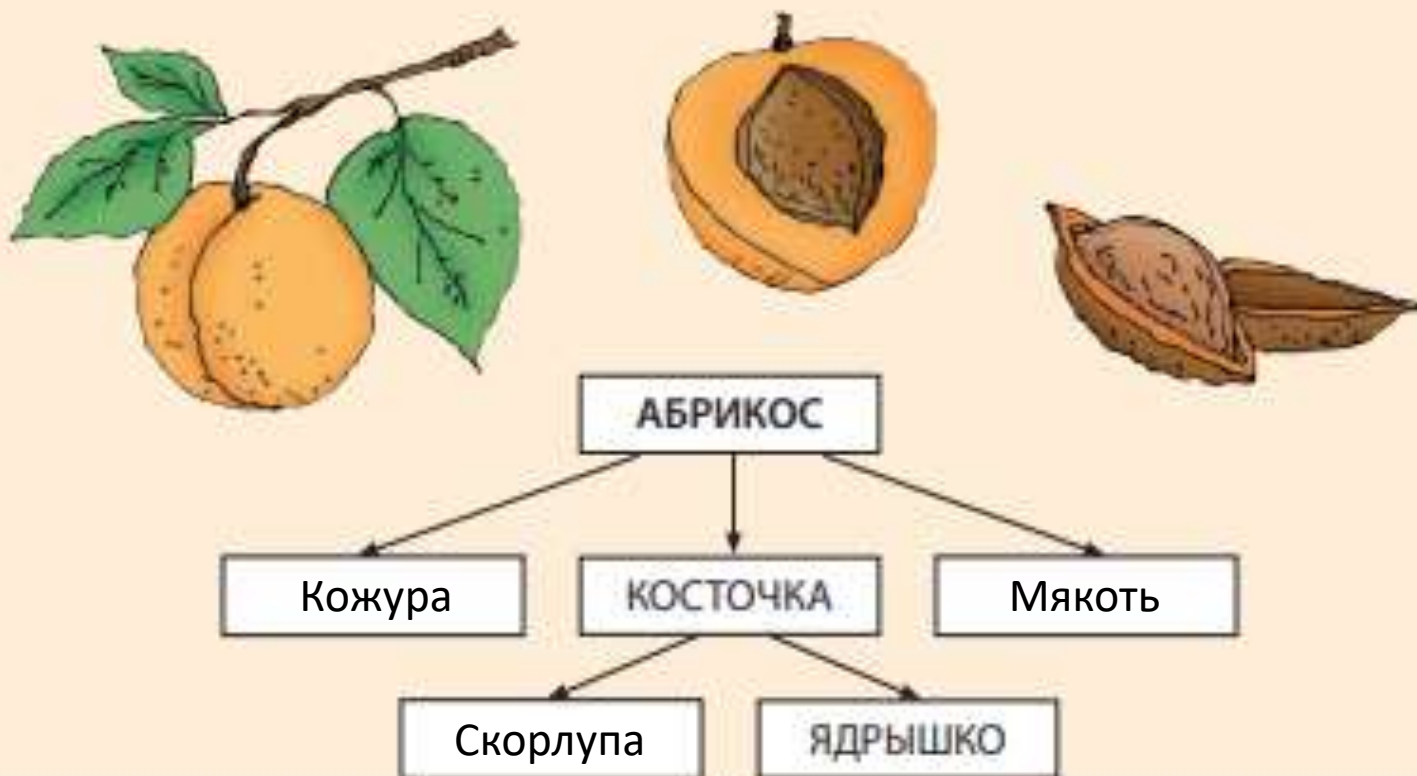 АБРИКОС
Кожура
КОСТОЧКА
Мякоть
Скорлупа
ЯДРЫШКО